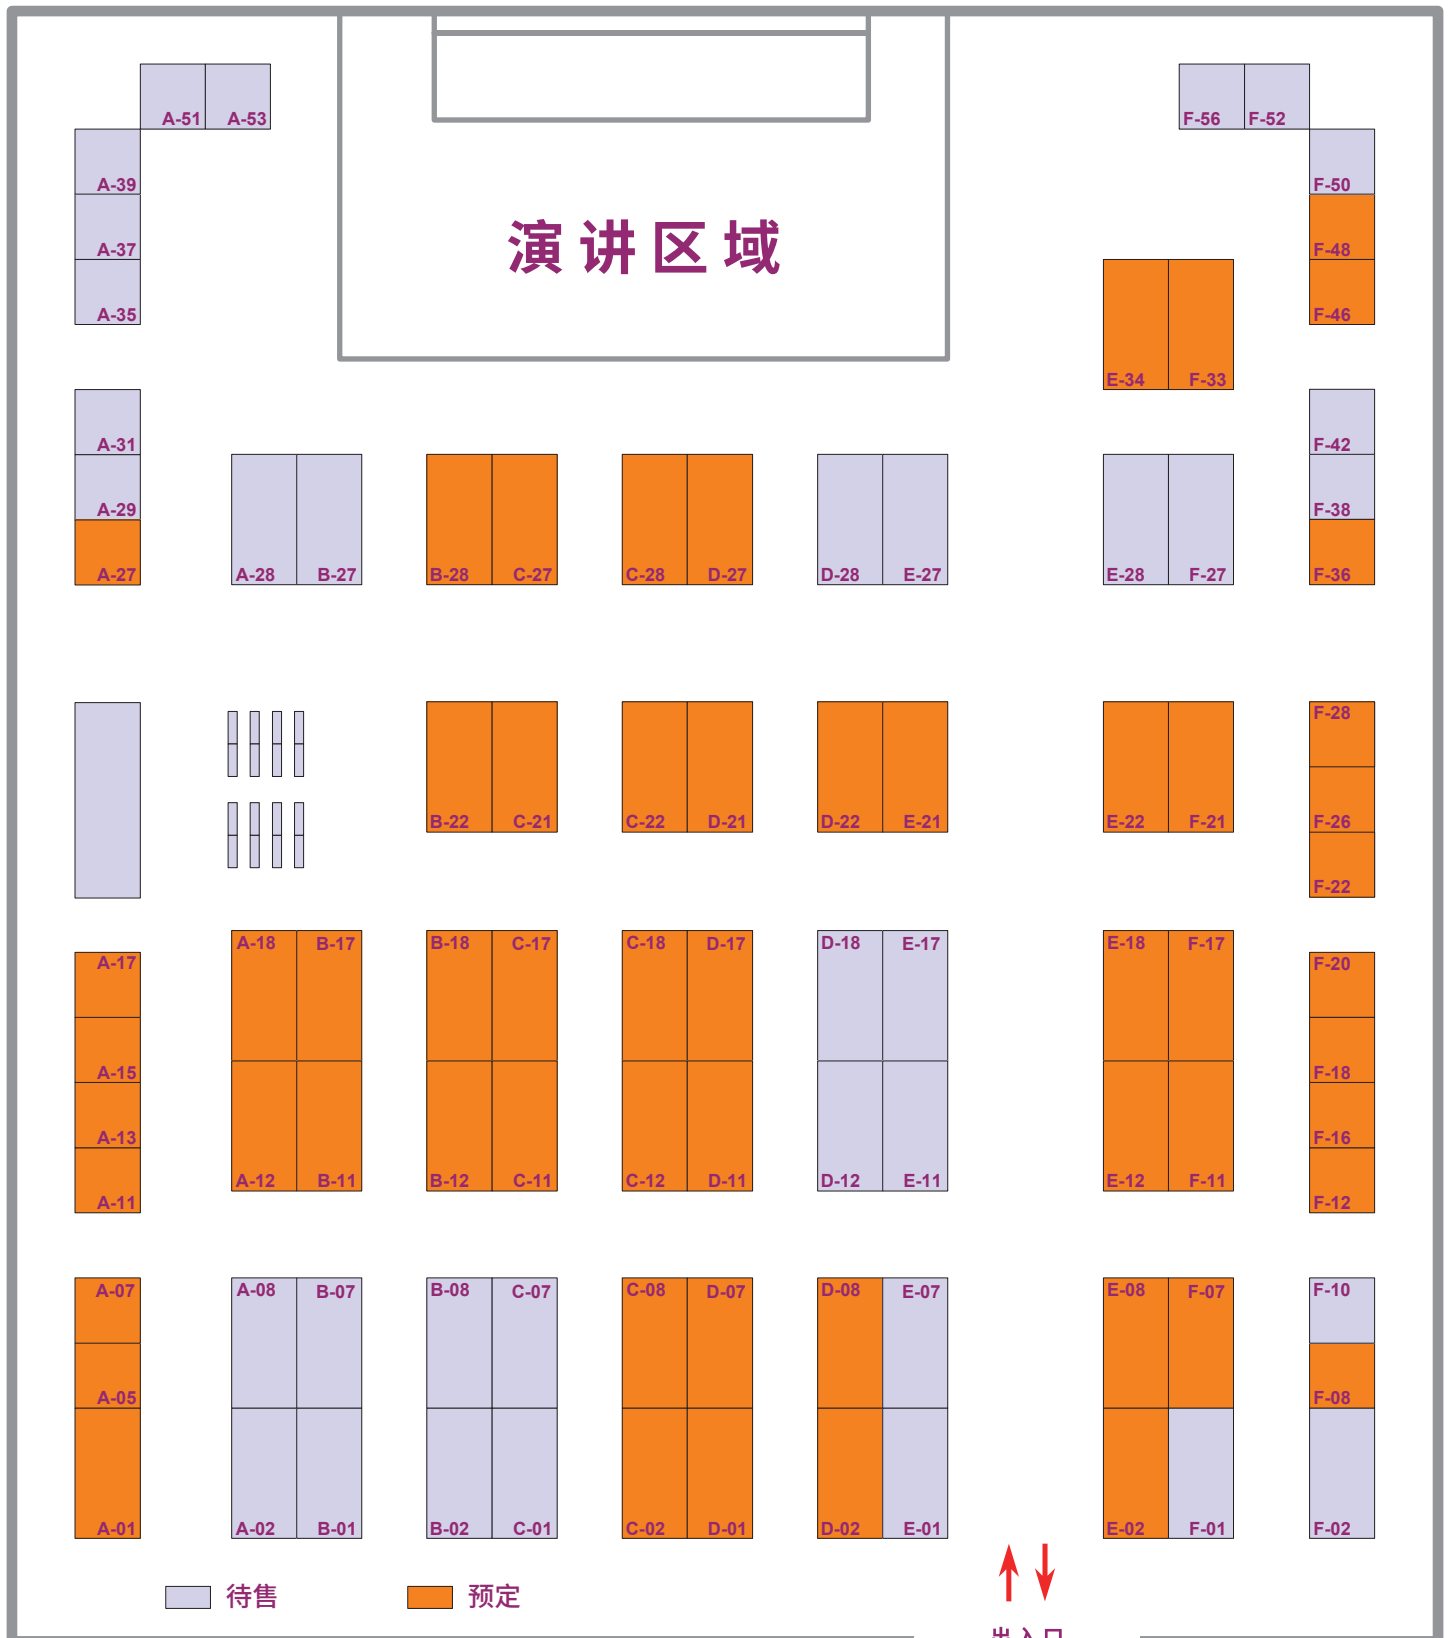 A-51 A-53 F-56 F-52
A-39 F-50
演讲区域
A-37 F-48
A-35 F-46
E-34 F-33
A-31 F-42
A-29 F-38
A-27 A-28 B-27 B-28 C-27 C-28 D-27 D-28 E-27 E-28 F-27 F-36
F-28
B-22 C-21 C-22 D-21 D-22 E-21 E-22 F-21 F-26
F-22
A-18 B-17 B-18 C-17 C-18 D-17 D-18 E-17 E-18 F-17
A-17 F-20
A-15 F-18
A-13 F-16
A-12 B-11 B-12 C-11 C-12 D-11 D-12 E-11 E-12 F-11
A-11 F-12
A-07 A-08 B-07 B-08 C-07 C-08 D-07 D-08 E-07 E-08 F-07 F-10
A-05 F-08
A-01 A-02 B-01 B-02 C-01 C-02 D-01 D-02 E-01 E-02 F-01 F-02
待售 预定
出入口